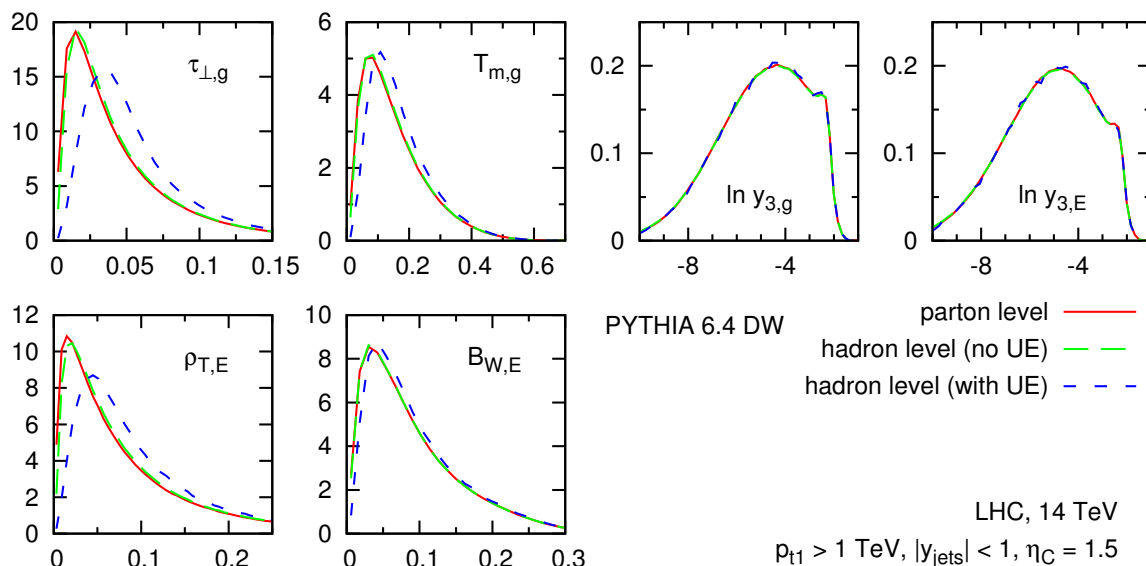 20
15
10
5
0
0 0.05 0.1 0.15
τ⊥,g
6
5
4
3
2
1
0
0 0.2 0.4 0.6
Tm,g
0.2
0.1
0
-8 -4
ln y3,g
0.2
0.1
0
-8 -4
ln y3,E
12
10
8
6
4
2
0
0 0.1 0.2
ρT,E
10
8
6
4
2
0
0 0.1 0.2 0.3
BW,E
PYTHIA 6.4 DW
parton level
hadron level (no UE)
hadron level (with UE)
LHC, 14 TeV
pt1 > 1 TeV, |yjets| < 1, ηC = 1.5